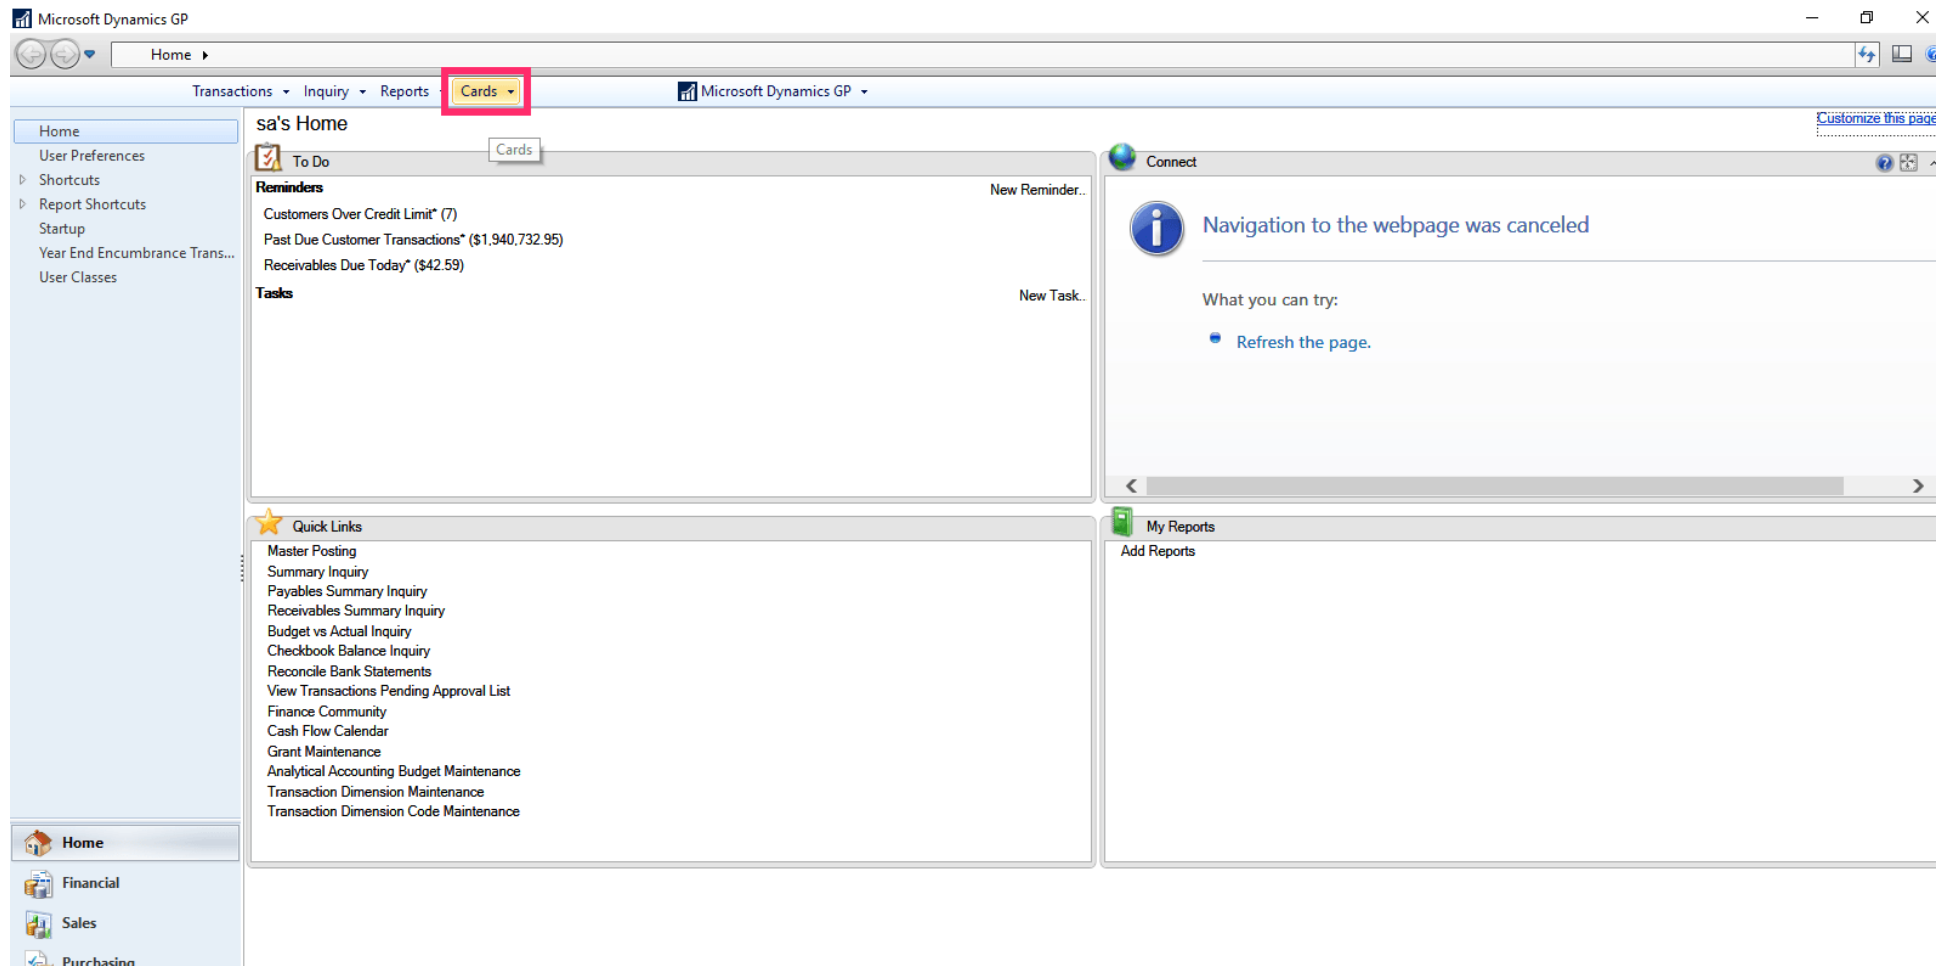 Microsoft Dynamics GP
Home
Transactions Inquiry Reports Cards Microsoft Dynamics GP
sa's Home
Customize this page
Cards
Home
User Preferences
Shortcuts
Report Shortcuts
Startup
Year End Encumbrance Trans...
User Classes
To Do
Reminders
New Reminder..
Customers Over Credit Limit* (7)
Past Due Customer Transactions* ($1,940,732.95)
Receivables Due Today* ($42.59)
Tasks
New Task..
Connect
Navigation to the webpage was canceled
What you can try:
Refresh the page.
Quick Links
Master Posting
Summary Inquiry
Payables Summary Inquiry
Receivables Summary Inquiry
Budget vs Actual Inquiry
Checkbook Balance Inquiry
Reconcile Bank Statements
View Transactions Pending Approval List
Finance Community
Cash Flow Calendar
Grant Maintenance
Analytical Accounting Budget Maintenance
Transaction Dimension Maintenance
Transaction Dimension Code Maintenance
My Reports
Add Reports
Home
Financial
Sales
Purchasing